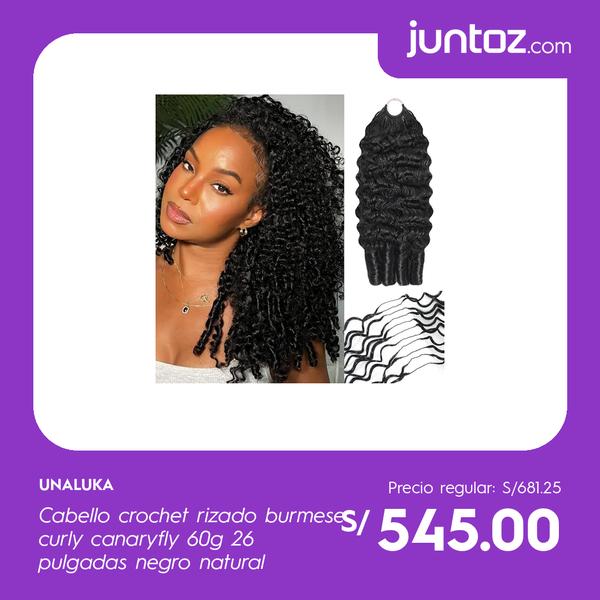 juntoz.com
UNALUKA
Cabello crochet rizado burmese
curly canaryfly 60g 26
pulgadas negro natural
Precio regular: S/681.25
S/ 545.00